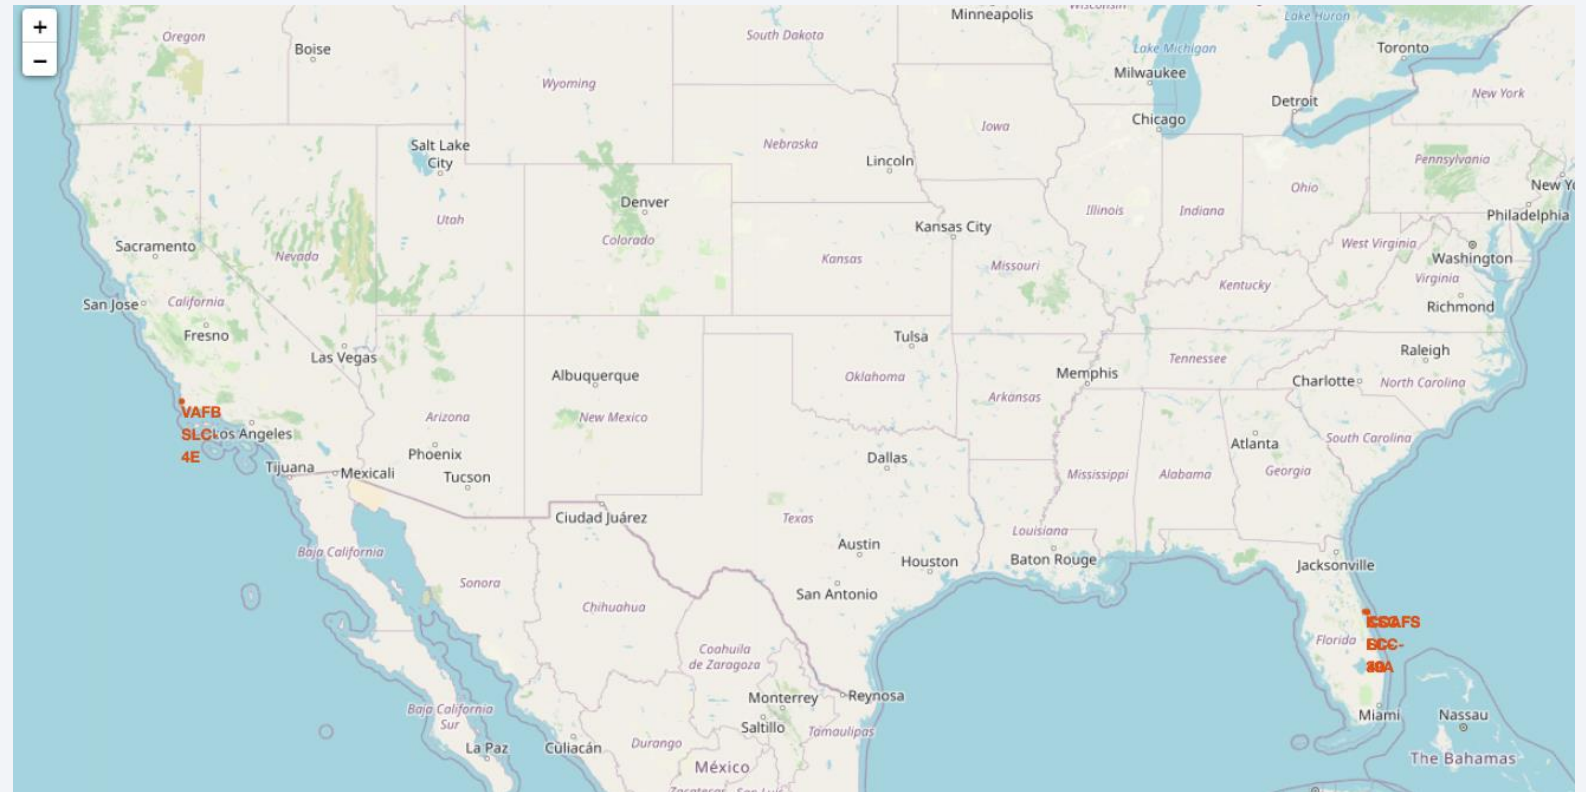 +
−
Oregon
Boise
Wyoming
South Dakota
Minneapolis
Wisconsin
Lake Huron
Lake Michigan
Toronto
Milwaukee
New York
Detroit
Chicago
Iowa
Nebraska
Salt Lake
City
Lincoln
Pennsylvania
Ohio
New Y
Denver
Utah
Illinois
Indiana
Philadelphia
Kansas City
Colorado
Sacramento
Nevada
Kansas
Missouri
West Virginia
Washington
Kentucky
Virginia
San Jose
California
Richmond
Fresno
Las Vegas
Tulsa
Raleigh
Tennessee
Albuquerque
Oklahoma
Memphis
Charlotte
North Carolina
Arkansas
VAFB
SLC-
4E
Los Angeles
Arizona
New Mexico
Atlanta
South Carolina
Phoenix
Dallas
Tijuana
Mexicali
Tucson
Mississippi
Alabama
Georgia
Ciudad Juárez
Texas
Louisiana
Austin
Houston
Baton Rouge
Jacksonville
Baja California
Sonora
San Antonio
Chihuahua
Florida
Coahuila
de Zaragoza
Monterrey
Reynosa
Baja California
Sur
Saltillo
Tamaulipas
Miami
Nassau
La Paz
Culiacán
Durango
México
The Bahamas
Zacatecas
San Luis